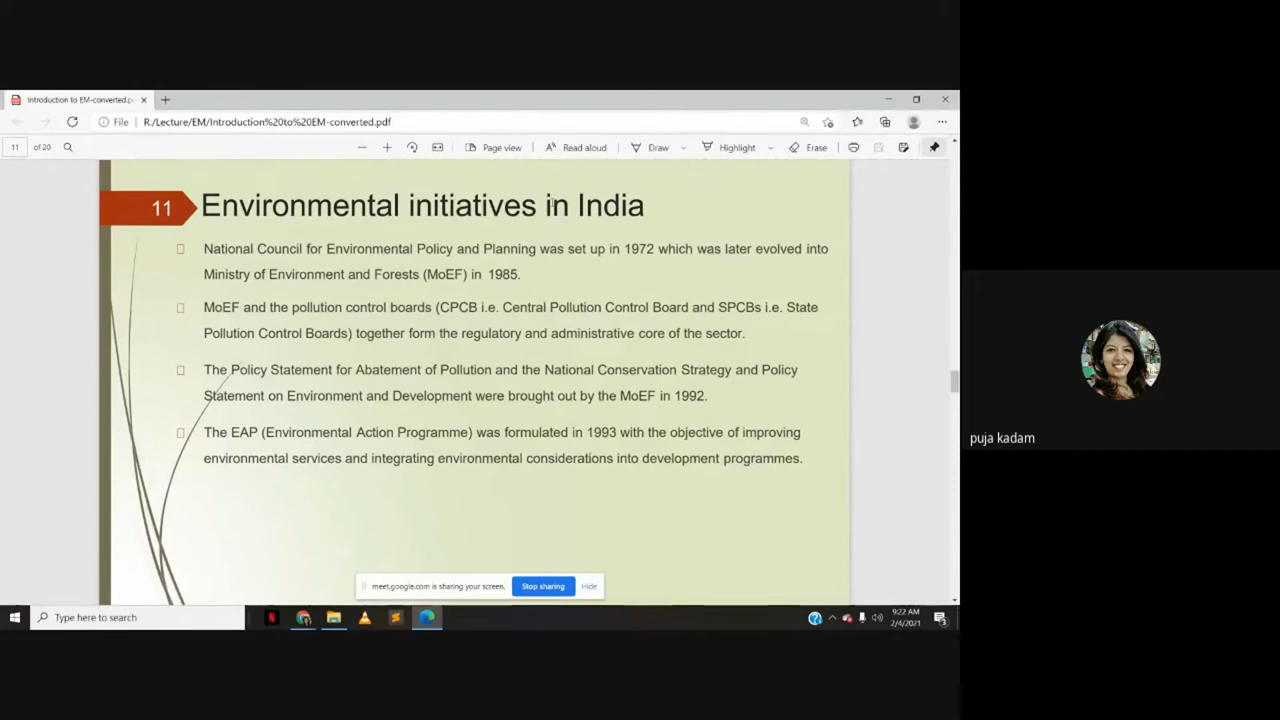 Introduction to EM-converted.pd
File
R:/Lecture/EM/Introduction%20to%20EM-converted.pdf
11 of 20
Page view
Read aloud
Draw
Highlight
Erase
11
Environmental initiatives in India
National Council for Environmental Policy and Planning was set up in 1972 which was later evolved into
Ministry of Environment and Forests (MoEF) in 1985.
MoEF and the pollution control boards (CPCB i.e. Central Pollution Control Board and SPCBs i.e. State
Pollution Control Boards) together form the regulatory and administrative core of the sector.
The Policy Statement for Abatement of Pollution and the National Conservation Strategy and Policy
Statement on Environment and Development were brought out by the MoEF in 1992.
The EAP (Environmental Action Programme) was formulated in 1993 with the objective of improving
environmental services and integrating environmental considerations into development programmes.
puja kadam
meet.google.com is sharing your screen.
Stop sharing
Hide
Type here to search
9:22 AM
2/4/2021
3